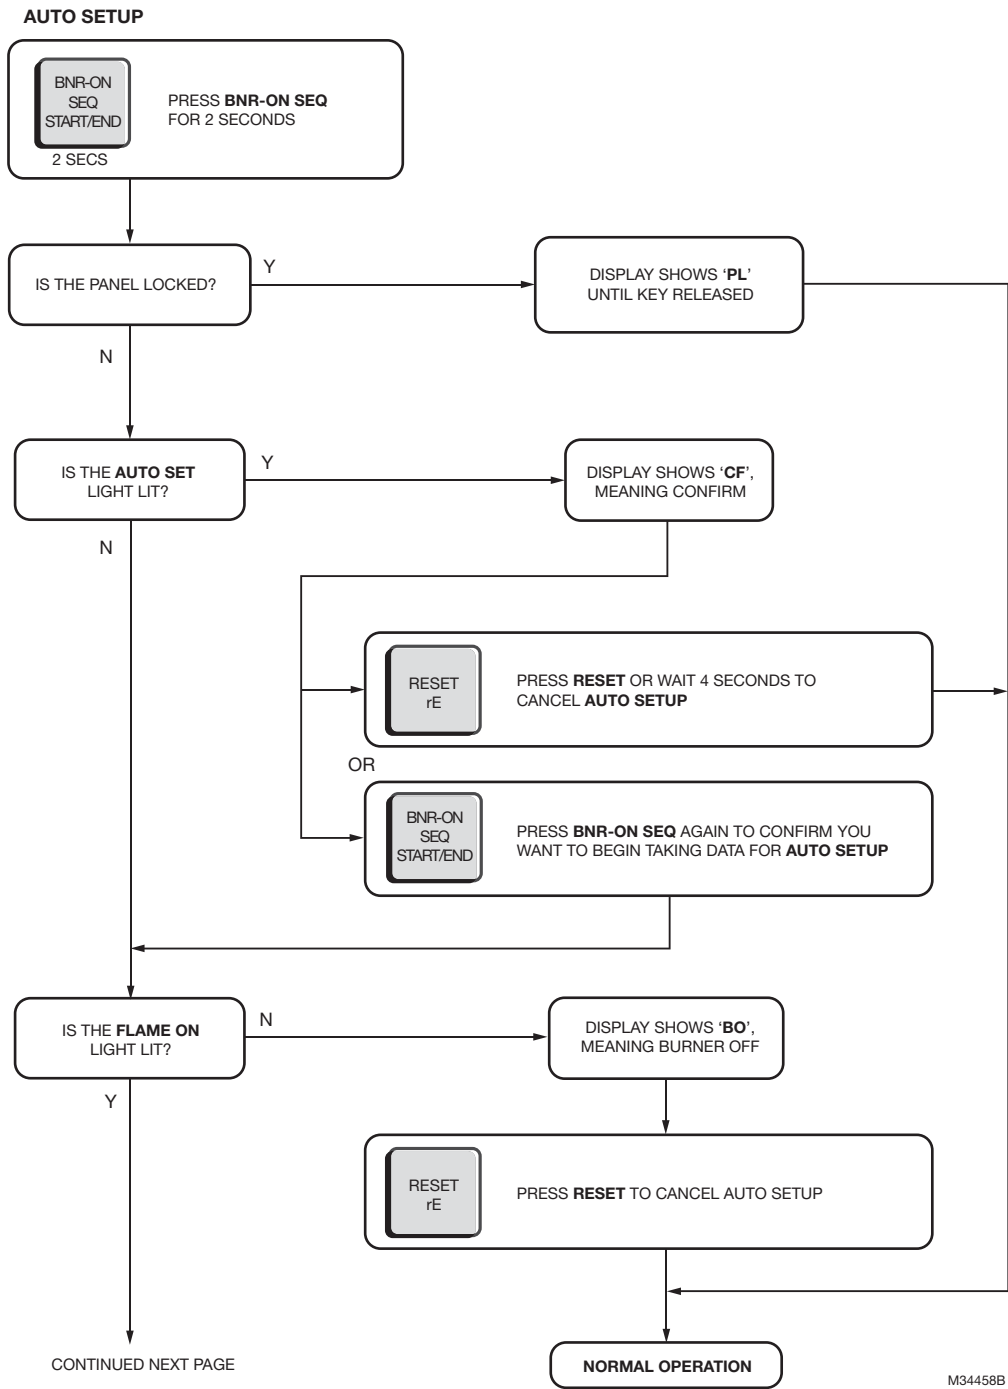 AUTO SETUP
BNR-ON
SEQ
START/END
2 SECS
PRESS BNR-ON SEQ
FOR 2 SECONDS
IS THE PANEL LOCKED?
Y
DISPLAY SHOWS ‘PL’
UNTIL KEY RELEASED
N
IS THE AUTO SET
LIGHT LIT?
Y
DISPLAY SHOWS ‘CF’,
MEANING CONFIRM
N
RESET
rE
PRESS RESET OR WAIT 4 SECONDS TO
CANCEL AUTO SETUP
OR
BNR-ON
SEQ
START/END
PRESS BNR-ON SEQ AGAIN TO CONFIRM YOU
WANT TO BEGIN TAKING DATA FOR AUTO SETUP
IS THE FLAME ON
LIGHT LIT?
N
DISPLAY SHOWS ‘BO’,
MEANING BURNER OFF
Y
RESET
rE
PRESS RESET TO CANCEL AUTO SETUP
CONTINUED NEXT PAGE
NORMAL OPERATION
M34458B